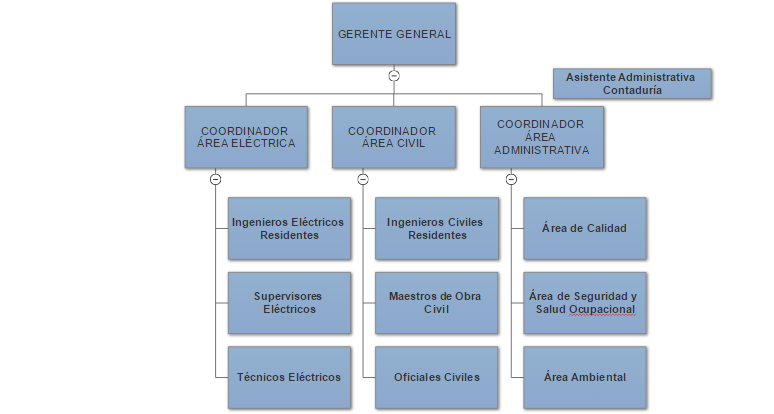 GERENTE GENERAL
Asistente Administrativa
Contaduría
COORDINADOR
ÁREA ELÉCTRICA
COORDINADOR
ÁREA CIVIL
COORDINADOR
ÁREA
ADMINISTRATIVA
Ingenieros Eléctricos
Residentes
Ingenieros Civiles
Residentes
Área de Calidad
Supervisores
Eléctricos
Maestros de Obra
Civil
Área de Seguridad y
Salud Ocupacional
Técnicos Eléctricos
Oficiales Civiles
Área Ambiental